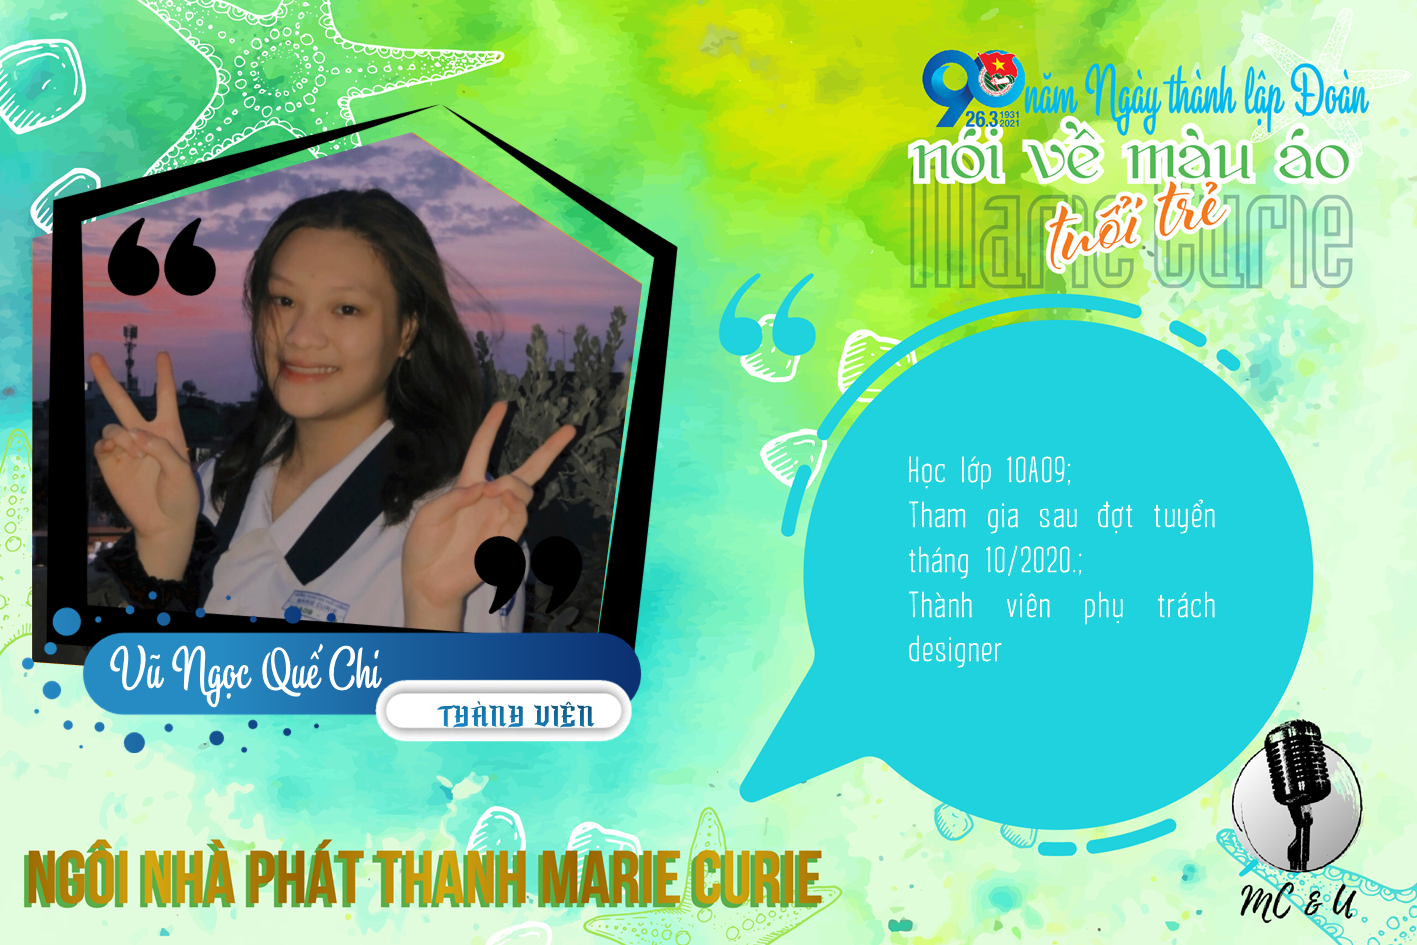 90 năm Ngày thành lập Đoàn
26.3 1931 2021
nói về màu áo
tuổi trẻ
Marie Curie
Học lớp 10A09;
Tham gia sau đợt tuyển
tháng 10/2020.;
Thành viên phụ trách
designer
MARIE CURIE
Vũ Ngọc Quế Chi
THÀNH VIÊN
NGÔI NHÀ PHÁT THANH MARIE CURIE
MC & U